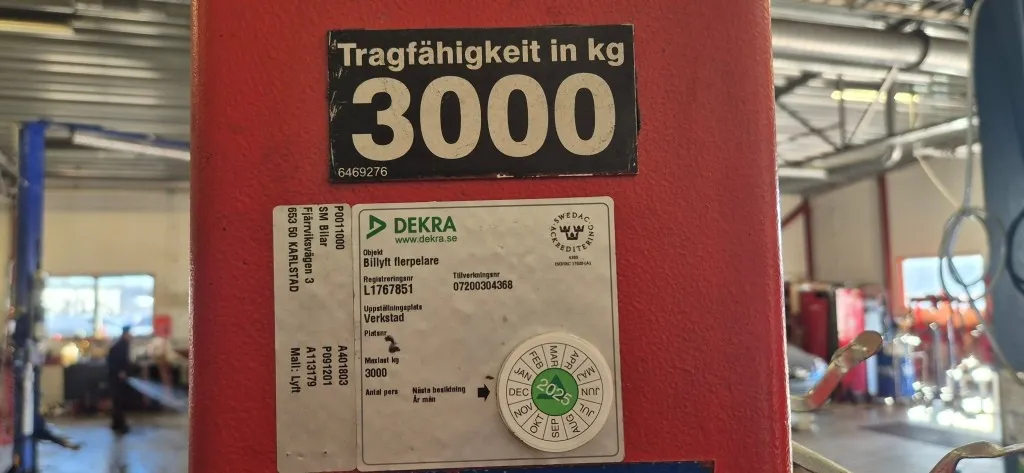 Tragfähigkeit in kg
3000
6469276
P0011000
SM Bilar
Fjärrviksvägen 3
653 50 KARLSTAD
A401803
P091201
A113179
Mall: Lyft
DEKRA
www.dekra.se
SWEDAC
ACKREDITERING
Objekt
Billyft flerpelare
Registreringsnr
L1767851
Tillverkningsnr
07200304368
Uppställningsplats
Verkstad
Platsnr
2
Maxlast kg
3000
Antal pers
Nästa besiktning
År mån
2025
JAN FEB MAR APR MAJ JUN JUL AUG SEP OKT NOV DEC